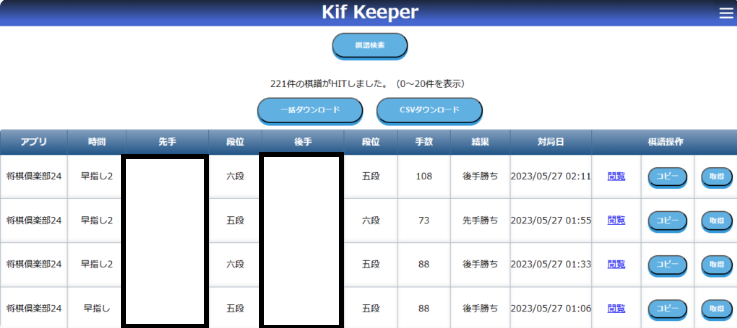 Kif Keeper
棋譜検索
221件の棋譜がHITしました。（0～20件を表示）
一括ダウンロード CSVダウンロード
アプリ 時間 先手 段位 後手 段位 手数 結果 対局日 棋譜操作
将棋倶楽部24 早指し2 六段 五段 108 後手勝ち 2023/05/27 02:11 閲覧 コピー 取得
将棋倶楽部24 早指し2 五段 六段 73 先手勝ち 2023/05/27 01:55 閲覧 コピー 取得
将棋倶楽部24 早指し2 六段 五段 88 後手勝ち 2023/05/27 01:33 閲覧 コピー 取得
将棋倶楽部24 早指し 五段 五段 88 後手勝ち 2023/05/27 01:06 閲覧 コピー 取得